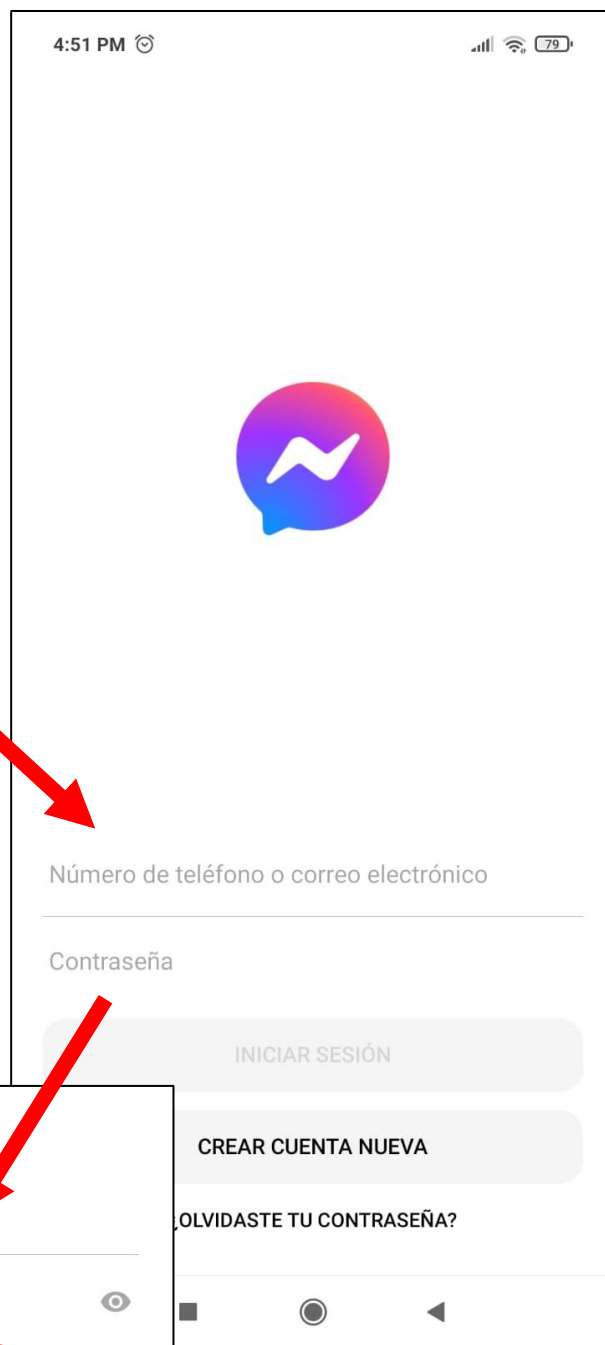 4:51 PM
79
Número de teléfono o correo electrónico
Contraseña
INICIAR SESIÓN
CREAR CUENTA NUEVA
¿OLVIDASTE TU CONTRASEÑA?